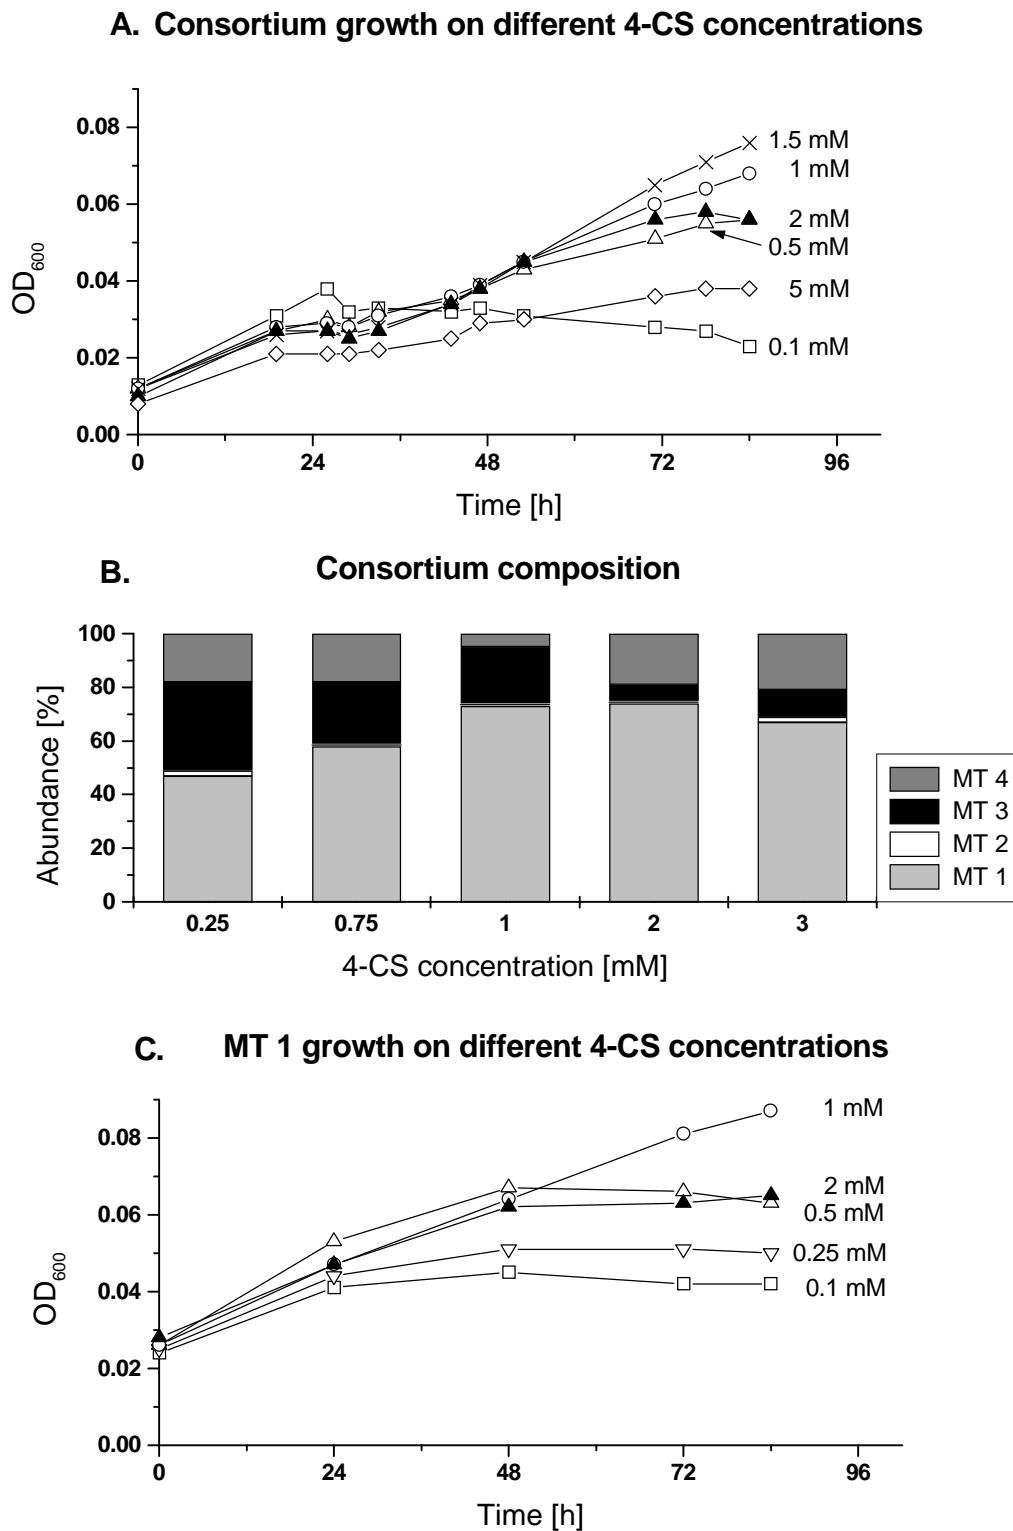 A. Consortium growth on different 4-CS concentrations
0.08
0.06
0.04
0.02
0.00
OD600
1.5 mM
1 mM
2 mM
0.5 mM
5 mM
0.1 mM
0 24 48 72 96
Time [h]
B. Consortium composition
100
80
60
40
20
0
Abundance [%]
MT 4
MT 3
MT 2
MT 1
0.25 0.75 1 2 3
4-CS concentration [mM]
C. MT 1 growth on different 4-CS concentrations
0.08
0.06
0.04
0.02
0.00
OD600
1 mM
2 mM
0.5 mM
0.25 mM
0.1 mM
0 24 48 72 96
Time [h]